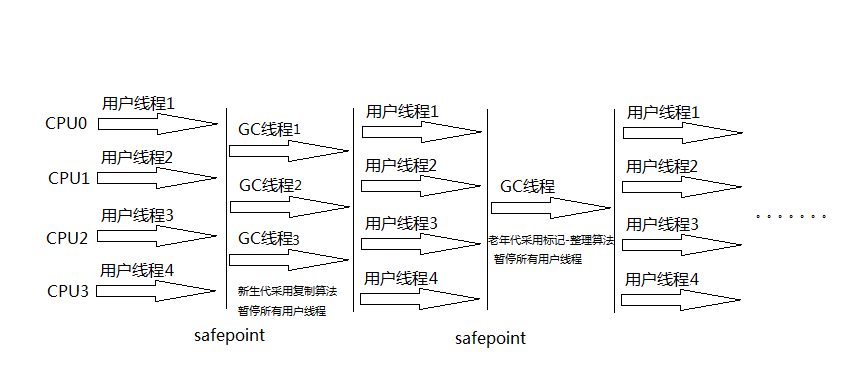 用户线程1
用户线程1
用户线程1
CPU0
GC线程1
用户线程2
用户线程2
用户线程2
CPU1
GC线程2
GC线程
.......
用户线程3
用户线程3
用户线程3
CPU2
GC线程3
老年代采用标记-整理算法
暂停所有用户线程
用户线程4
用户线程4
用户线程4
CPU3
新生代采用复制算法
暂停所有用户线程
safepoint
safepoint